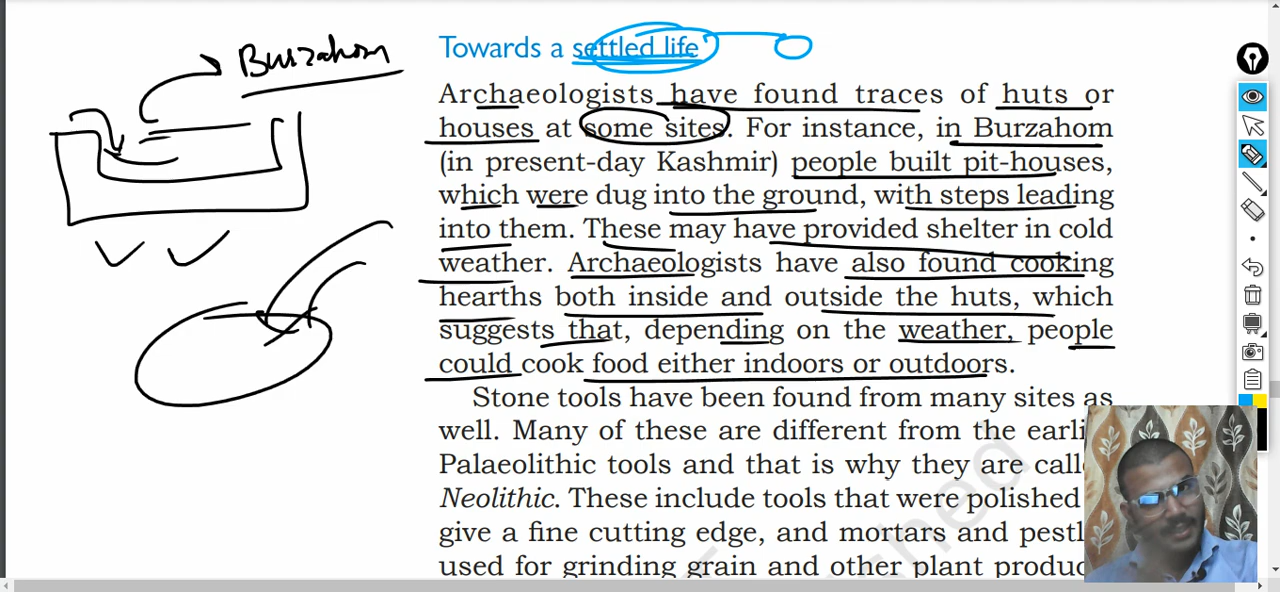 Burzahom
Towards a settled life
Archaeologists have found traces of huts or
houses at some sites. For instance, in Burzahom
(in present-day Kashmir) people built pit-houses,
which were dug into the ground, with steps leading
into them. These may have provided shelter in cold
weather. Archaeologists have also found cooking
hearths both inside and outside the huts, which
suggests that, depending on the weather, people
could cook food either indoors or outdoors.
Stone tools have been found from many sites as
well. Many of these are different from the earli
Palaeolithic tools and that is why they are call
Neolithic. These include tools that were polished
give a fine cutting edge, and mortars and pestl
used for grinding grain and other plant produc